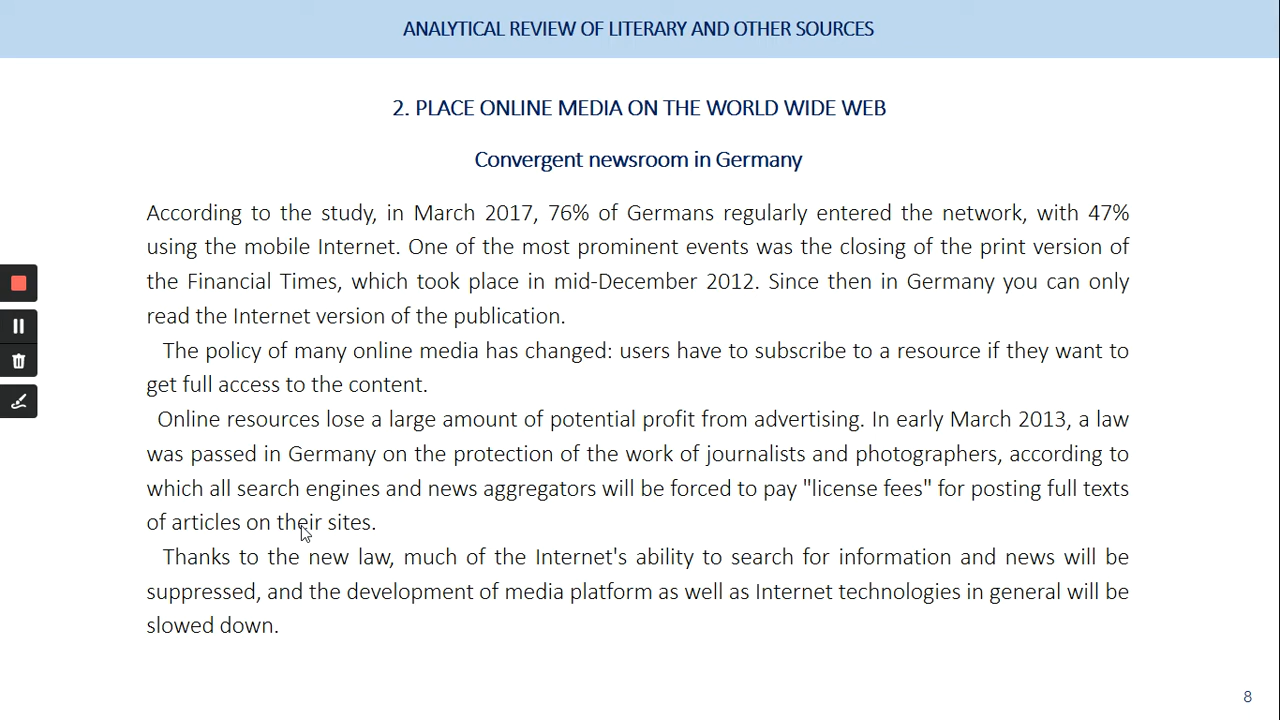 ANALYTICAL REVIEW OF LITERARY AND OTHER SOURCES
2. PLACE ONLINE MEDIA ON THE WORLD WIDE WEB
Convergent newsroom in Germany
According to the study, in March 2017, 76% of Germans regularly entered the network, with 47%
using the mobile Internet. One of the most prominent events was the closing of the print version of
the Financial Times, which took place in mid-December 2012. Since then in Germany you can only
read the Internet version of the publication.
The policy of many online media has changed: users have to subscribe to a resource if they want to
get full access to the content.
Online resources lose a large amount of potential profit from advertising. In early March 2013, a law
was passed in Germany on the protection of the work of journalists and photographers, according to
which all search engines and news aggregators will be forced to pay "license fees" for posting full texts
of articles on their sites.
Thanks to the new law, much of the Internet's ability to search for information and news will be
suppressed, and the development of media platform as well as Internet technologies in general will be
slowed down.
8